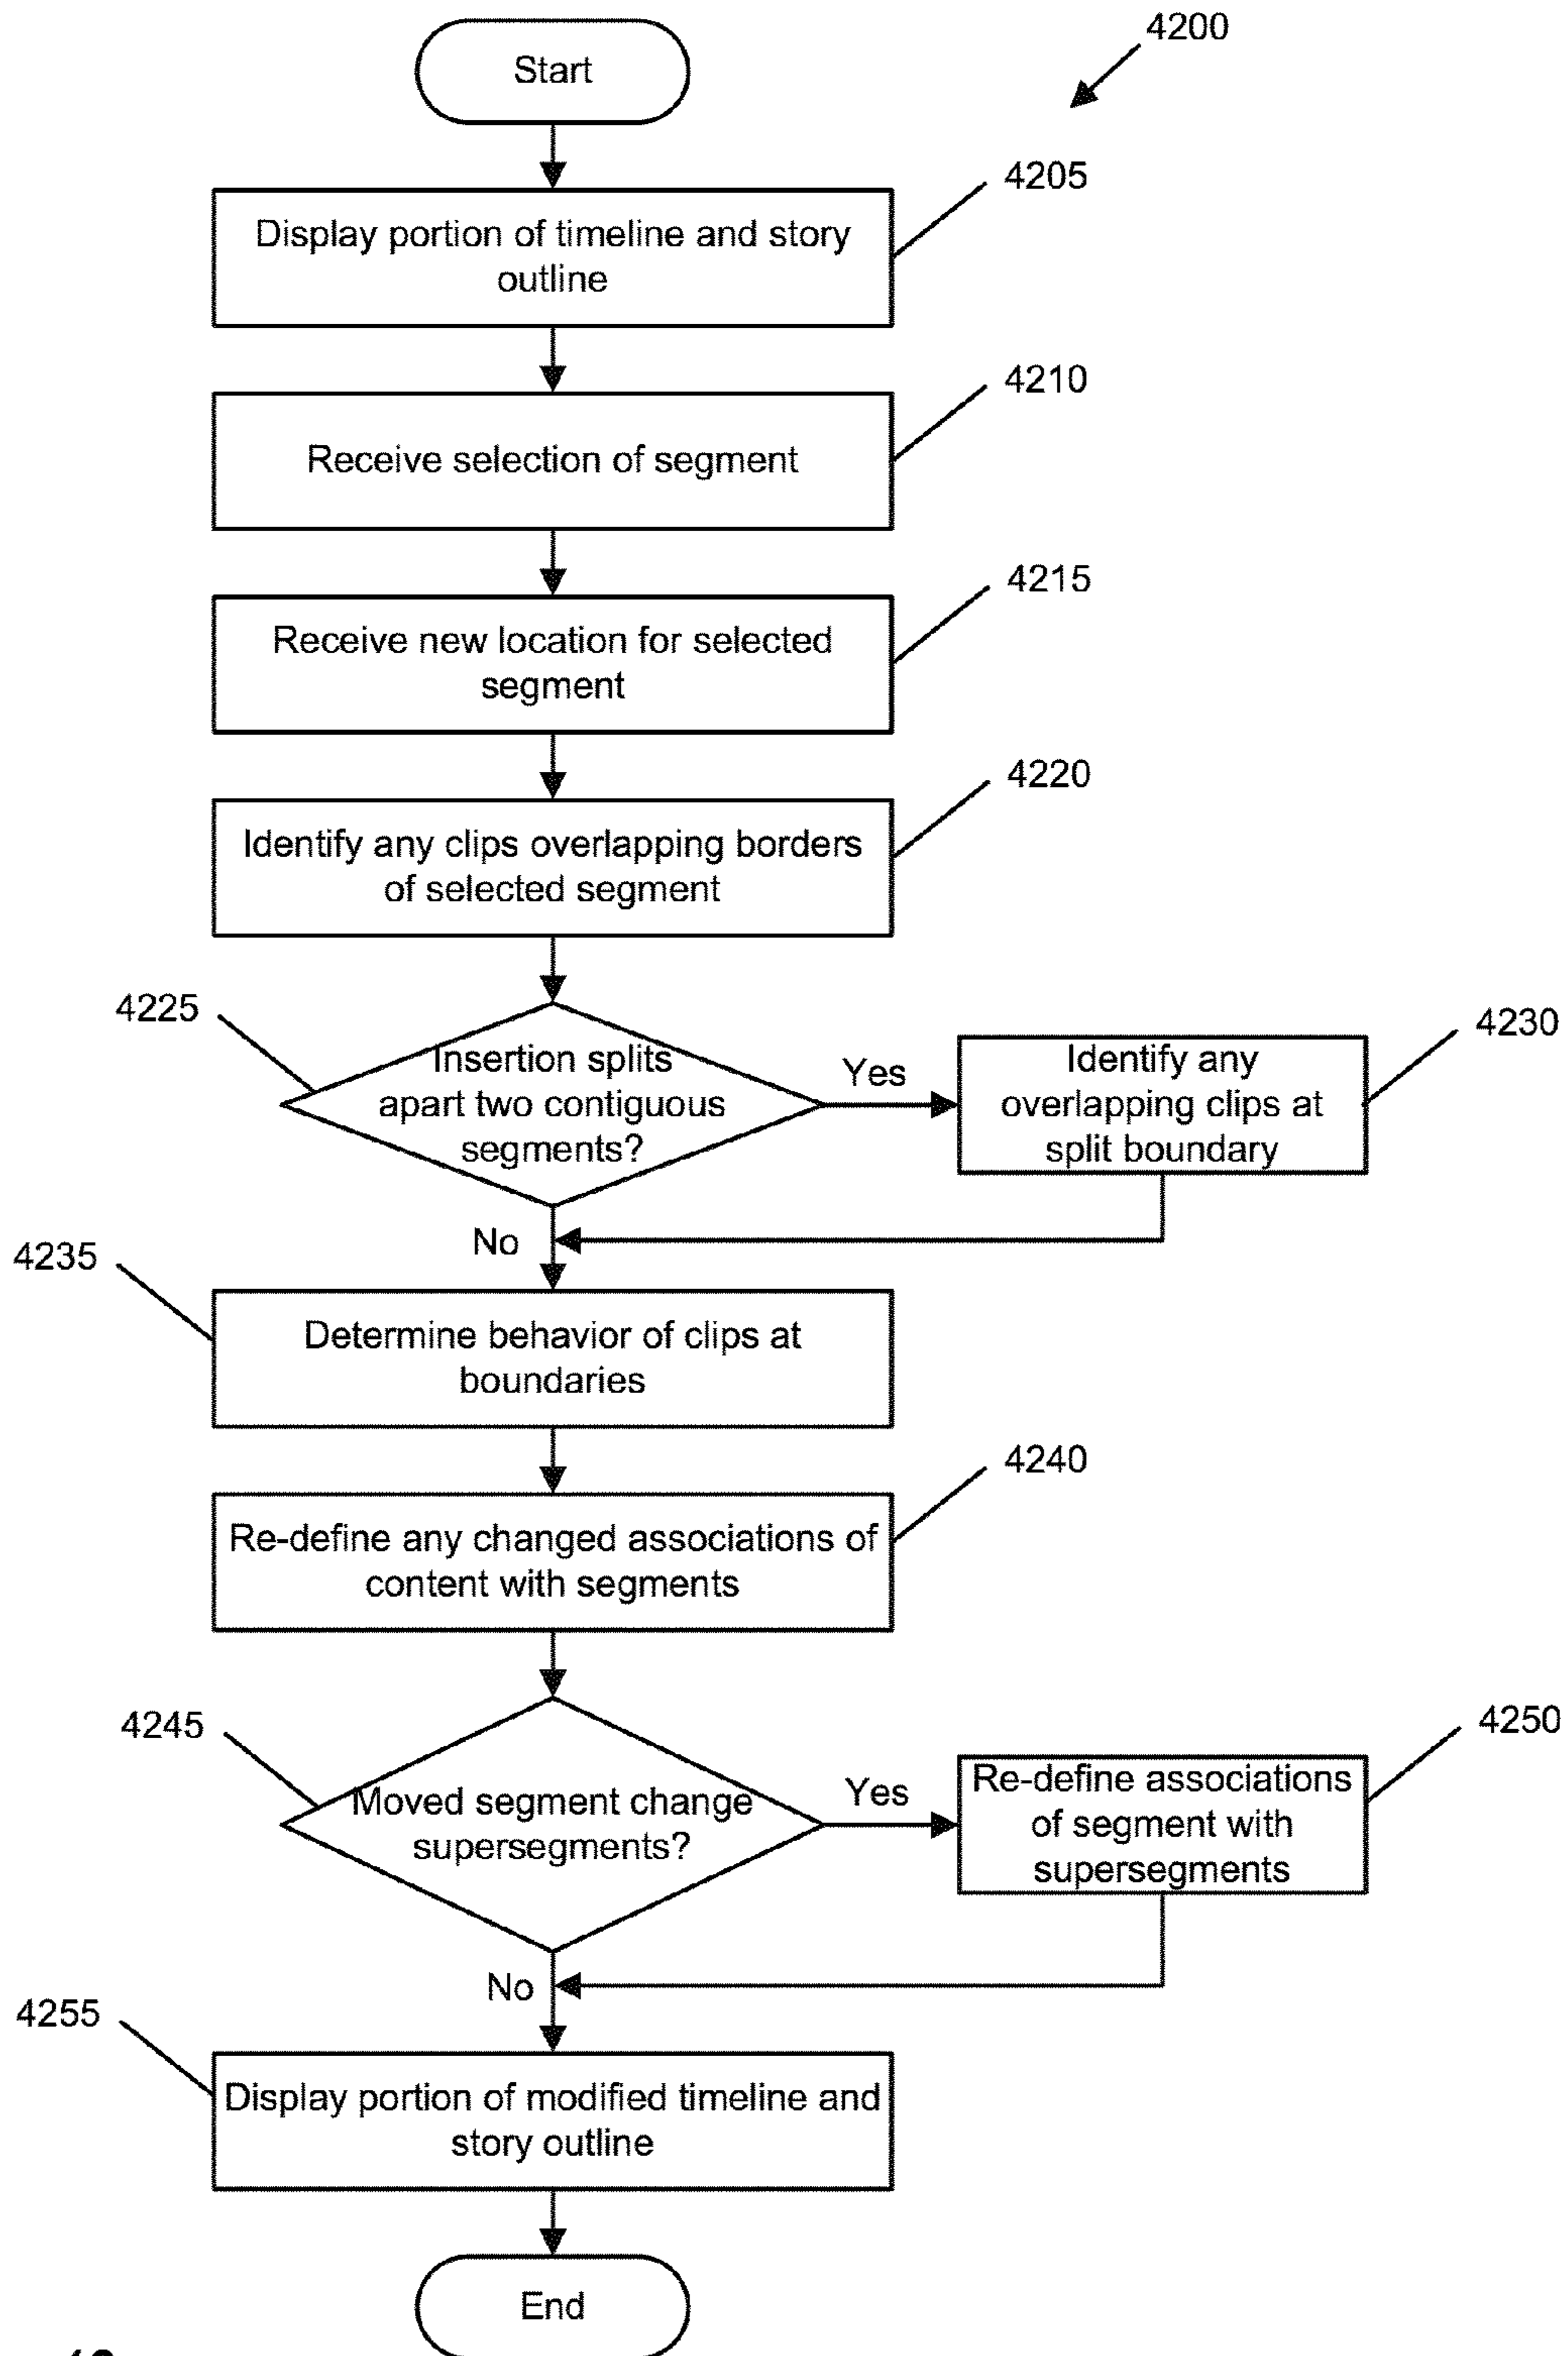 4200
Start
4205
Display portion of timeline and story
outline
4210
Receive selection of segment
4215
Receive new location for selected
segment
4220
Identify any clips overlapping borders
of selected segment
4225
Insertion splits
apart two contiguous
segments?
Yes
4230
Identify any
overlapping clips at
split boundary
No
4235
Determine behavior of clips at
boundaries
4240
Re-define any changed associations of
content with segments
4245
Moved segment change
supersegments?
Yes
4250
Re-define associations
of segment with
supersegments
No
4255
Display portion of modified timeline and
story outline
End